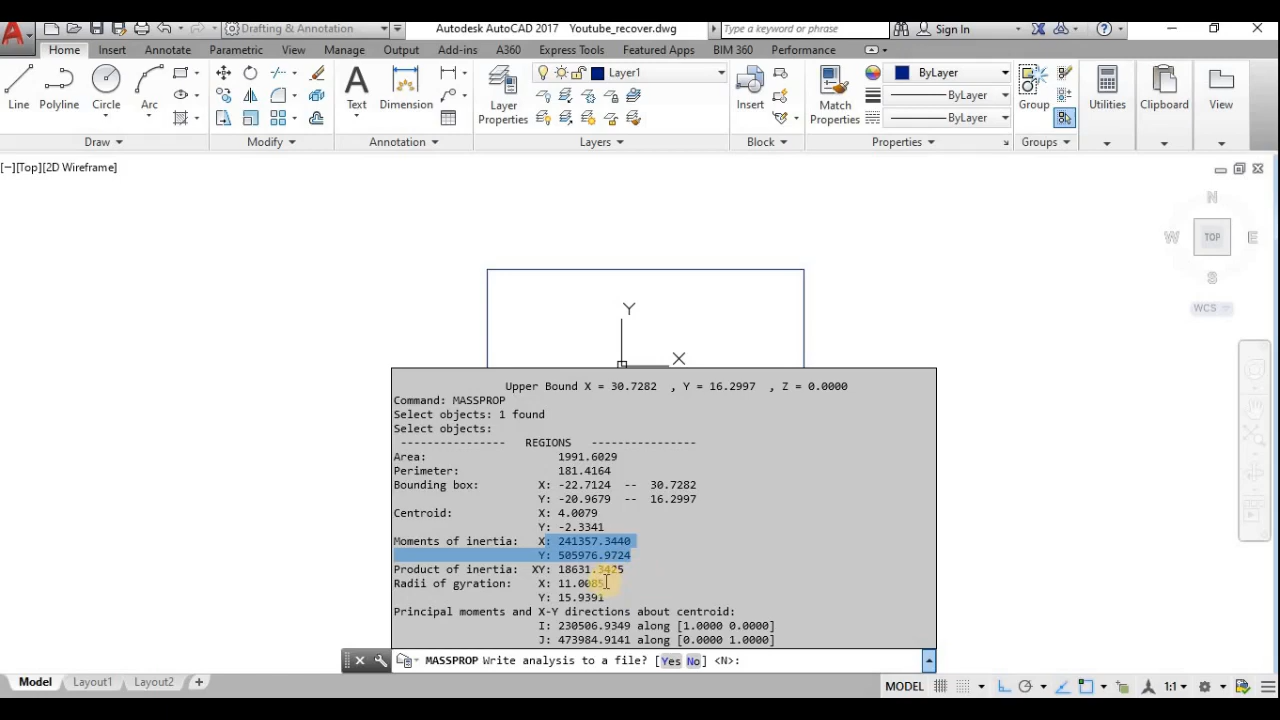 Drafting & Annotation
Autodesk AutoCAD 2017 Youtube_recover.dwg
Type a keyword or phrase
Sign In
Home Insert Annotate Parametric View Manage Output Add-ins A360 Express Tools Featured Apps BIM 360 Performance
Line Polyline Circle Arc
Text Dimension
Layer Properties
Layer1
Insert
Match Properties
ByLayer
ByLayer
ByLayer
Group Utilities Clipboard View
Draw Modify Annotation Layers Block Properties Groups
[−][Top][2D Wireframe]
N
W TOP E
S
WCS
Y
X
Upper Bound X = 30.7282 , Y = 16.2997 , Z = 0.0000
Command: MASSPROP
Select objects: 1 found
Select objects:
---------------- REGIONS ----------------
Area: 1991.6029
Perimeter: 181.4164
Bounding box: X: -22.7124 -- 30.7282
Y: -20.9679 -- 16.2997
Centroid: X: 4.0079
Y: -2.3341
Moments of inertia: X: 241357.3440
Y: 505976.9724
Product of inertia: XY: 18631.3425
Radii of gyration: X: 11.0085
Y: 15.9391
Principal moments and X-Y directions about centroid:
I: 230506.9349 along [1.0000 0.0000]
J: 473984.9141 along [0.0000 1.0000]
MASSPROP Write analysis to a file? [Yes No] <N>:
Model Layout1 Layout2 +
MODEL 1:1